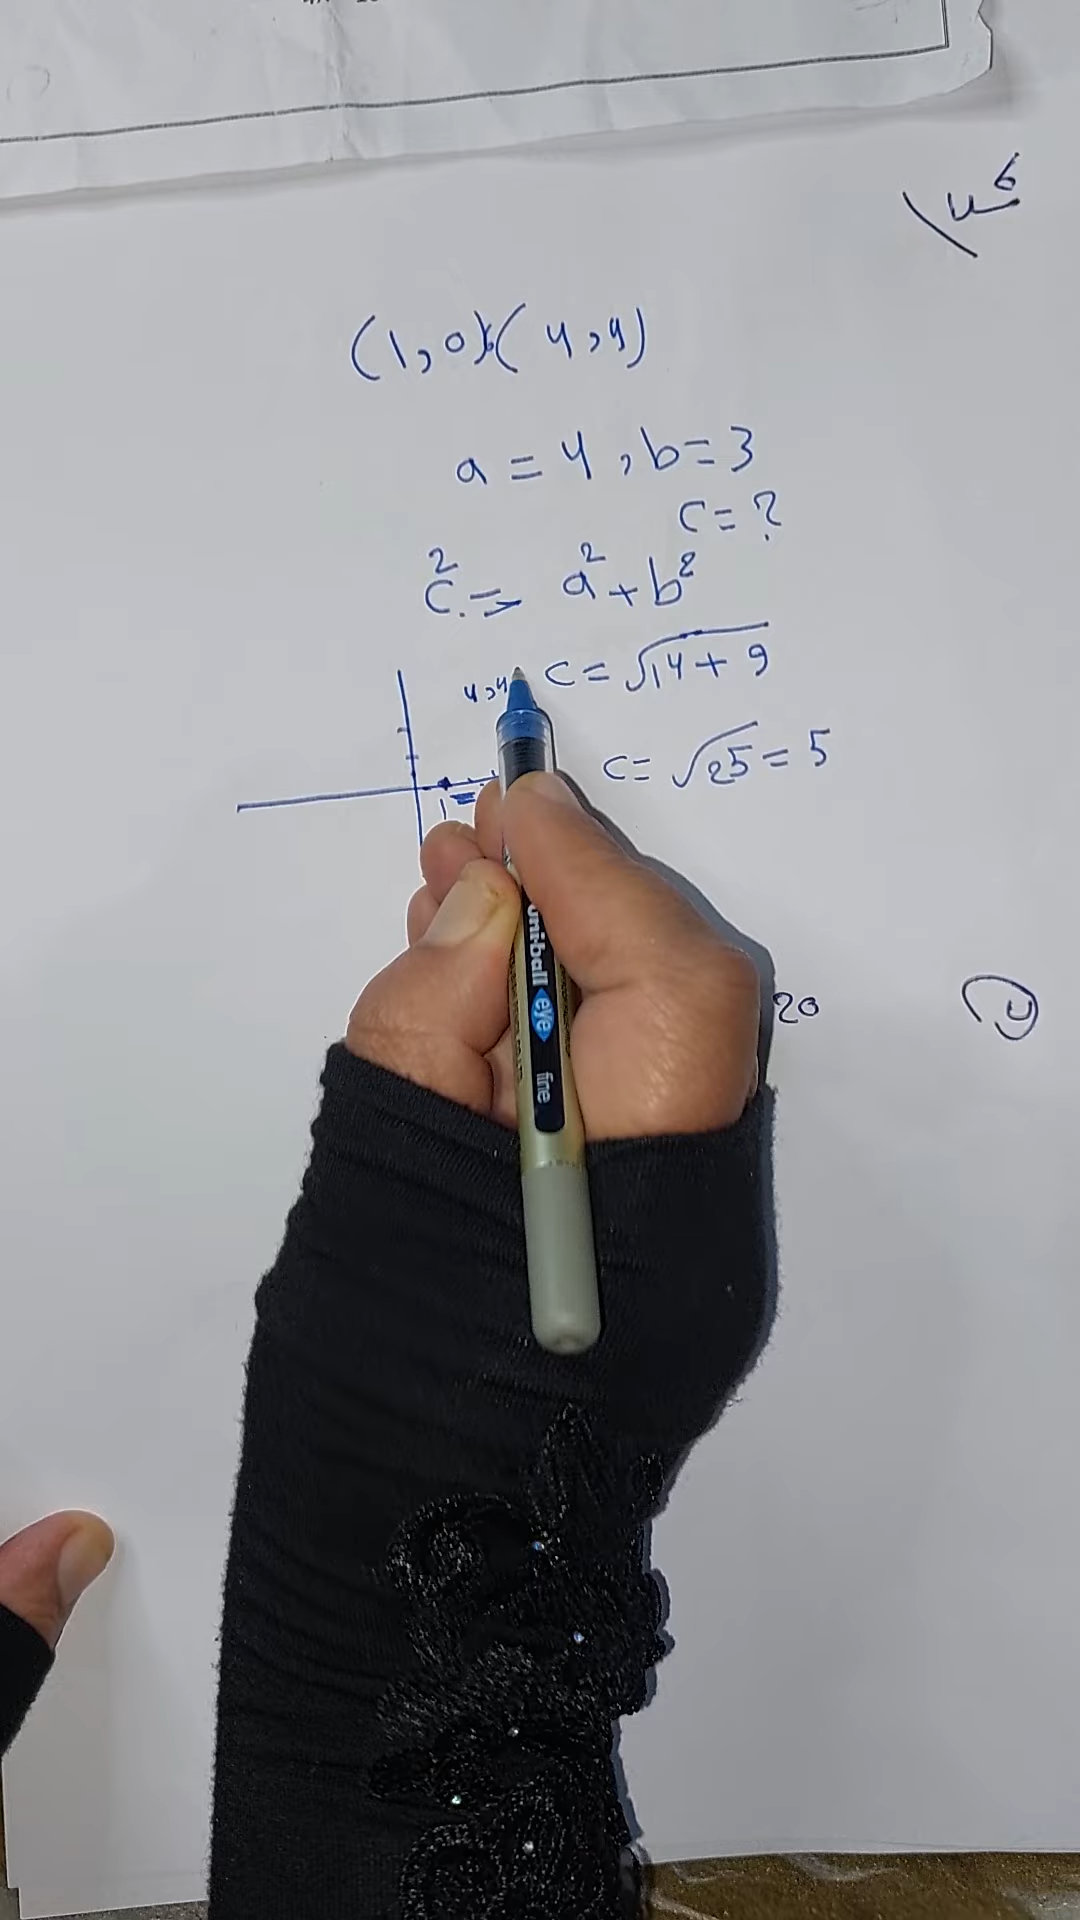 (1,0),(4,4)
a = 4 , b = 3
c = ?
c² = a² + b²
c = √14 + 9
4,4
c = √25 = 5
1
uni-ball eye fine
20